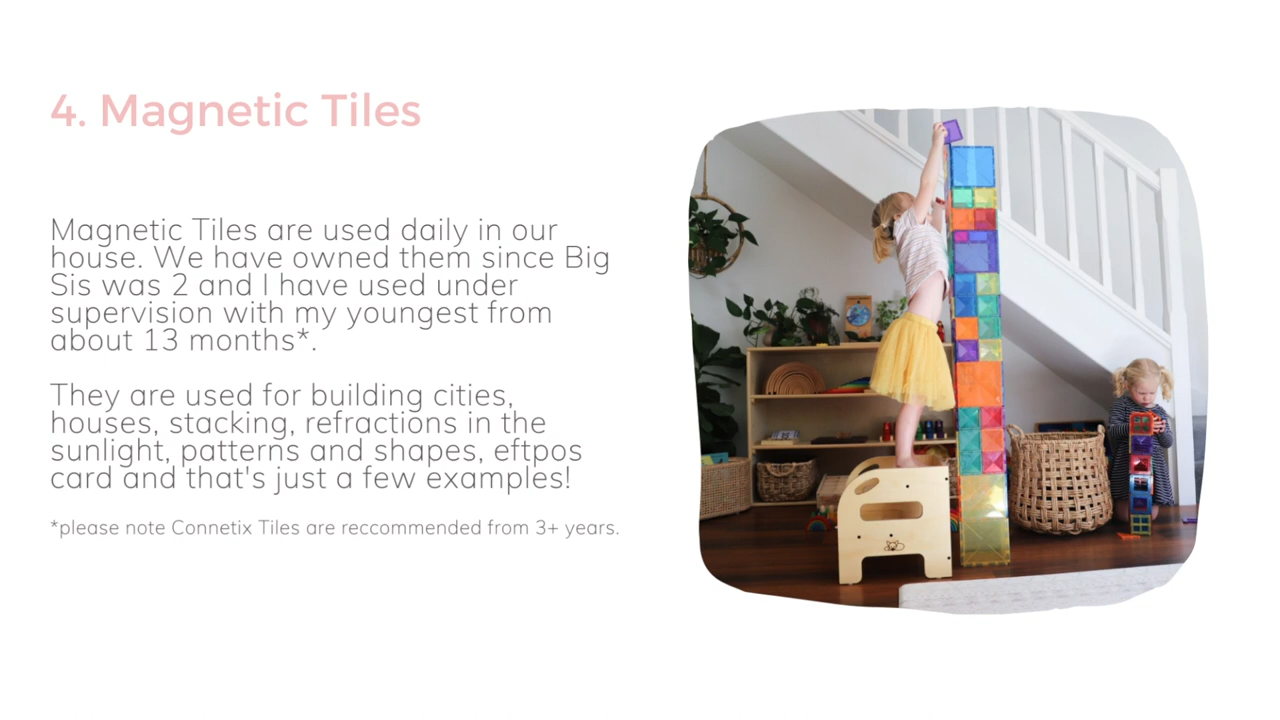 4. Magnetic Tiles
Magnetic Tiles are used daily in our
house. We have owned them since Big
Sis was 2 and I have used under
supervision with my youngest from
about 13 months*.
They are used for building cities,
houses, stacking, refractions in the
sunlight, patterns and shapes, eftpos
card and that's just a few examples!
*please note Connetix Tiles are reccommended from 3+ years.